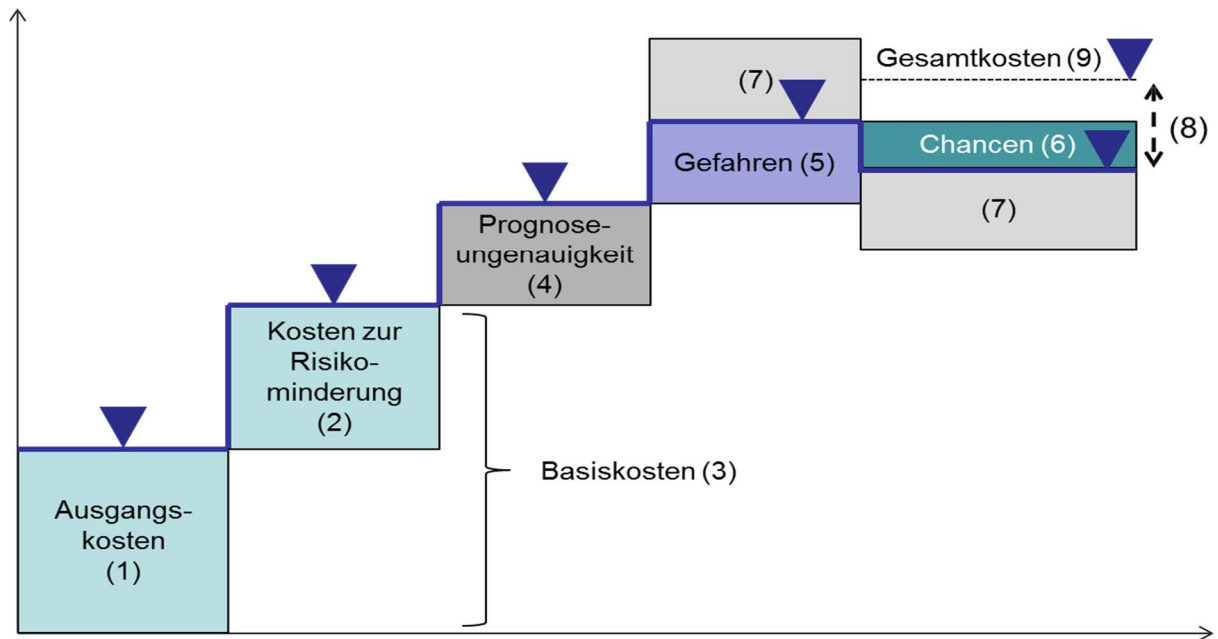 Gesamtkosten (9)
(7)
(8)
Chancen (6)
Gefahren (5)
(7)
Prognose-
ungenauigkeit
(4)
Kosten zur
Risiko-
minderung
(2)
Basiskosten (3)
Ausgangs-
kosten
(1)